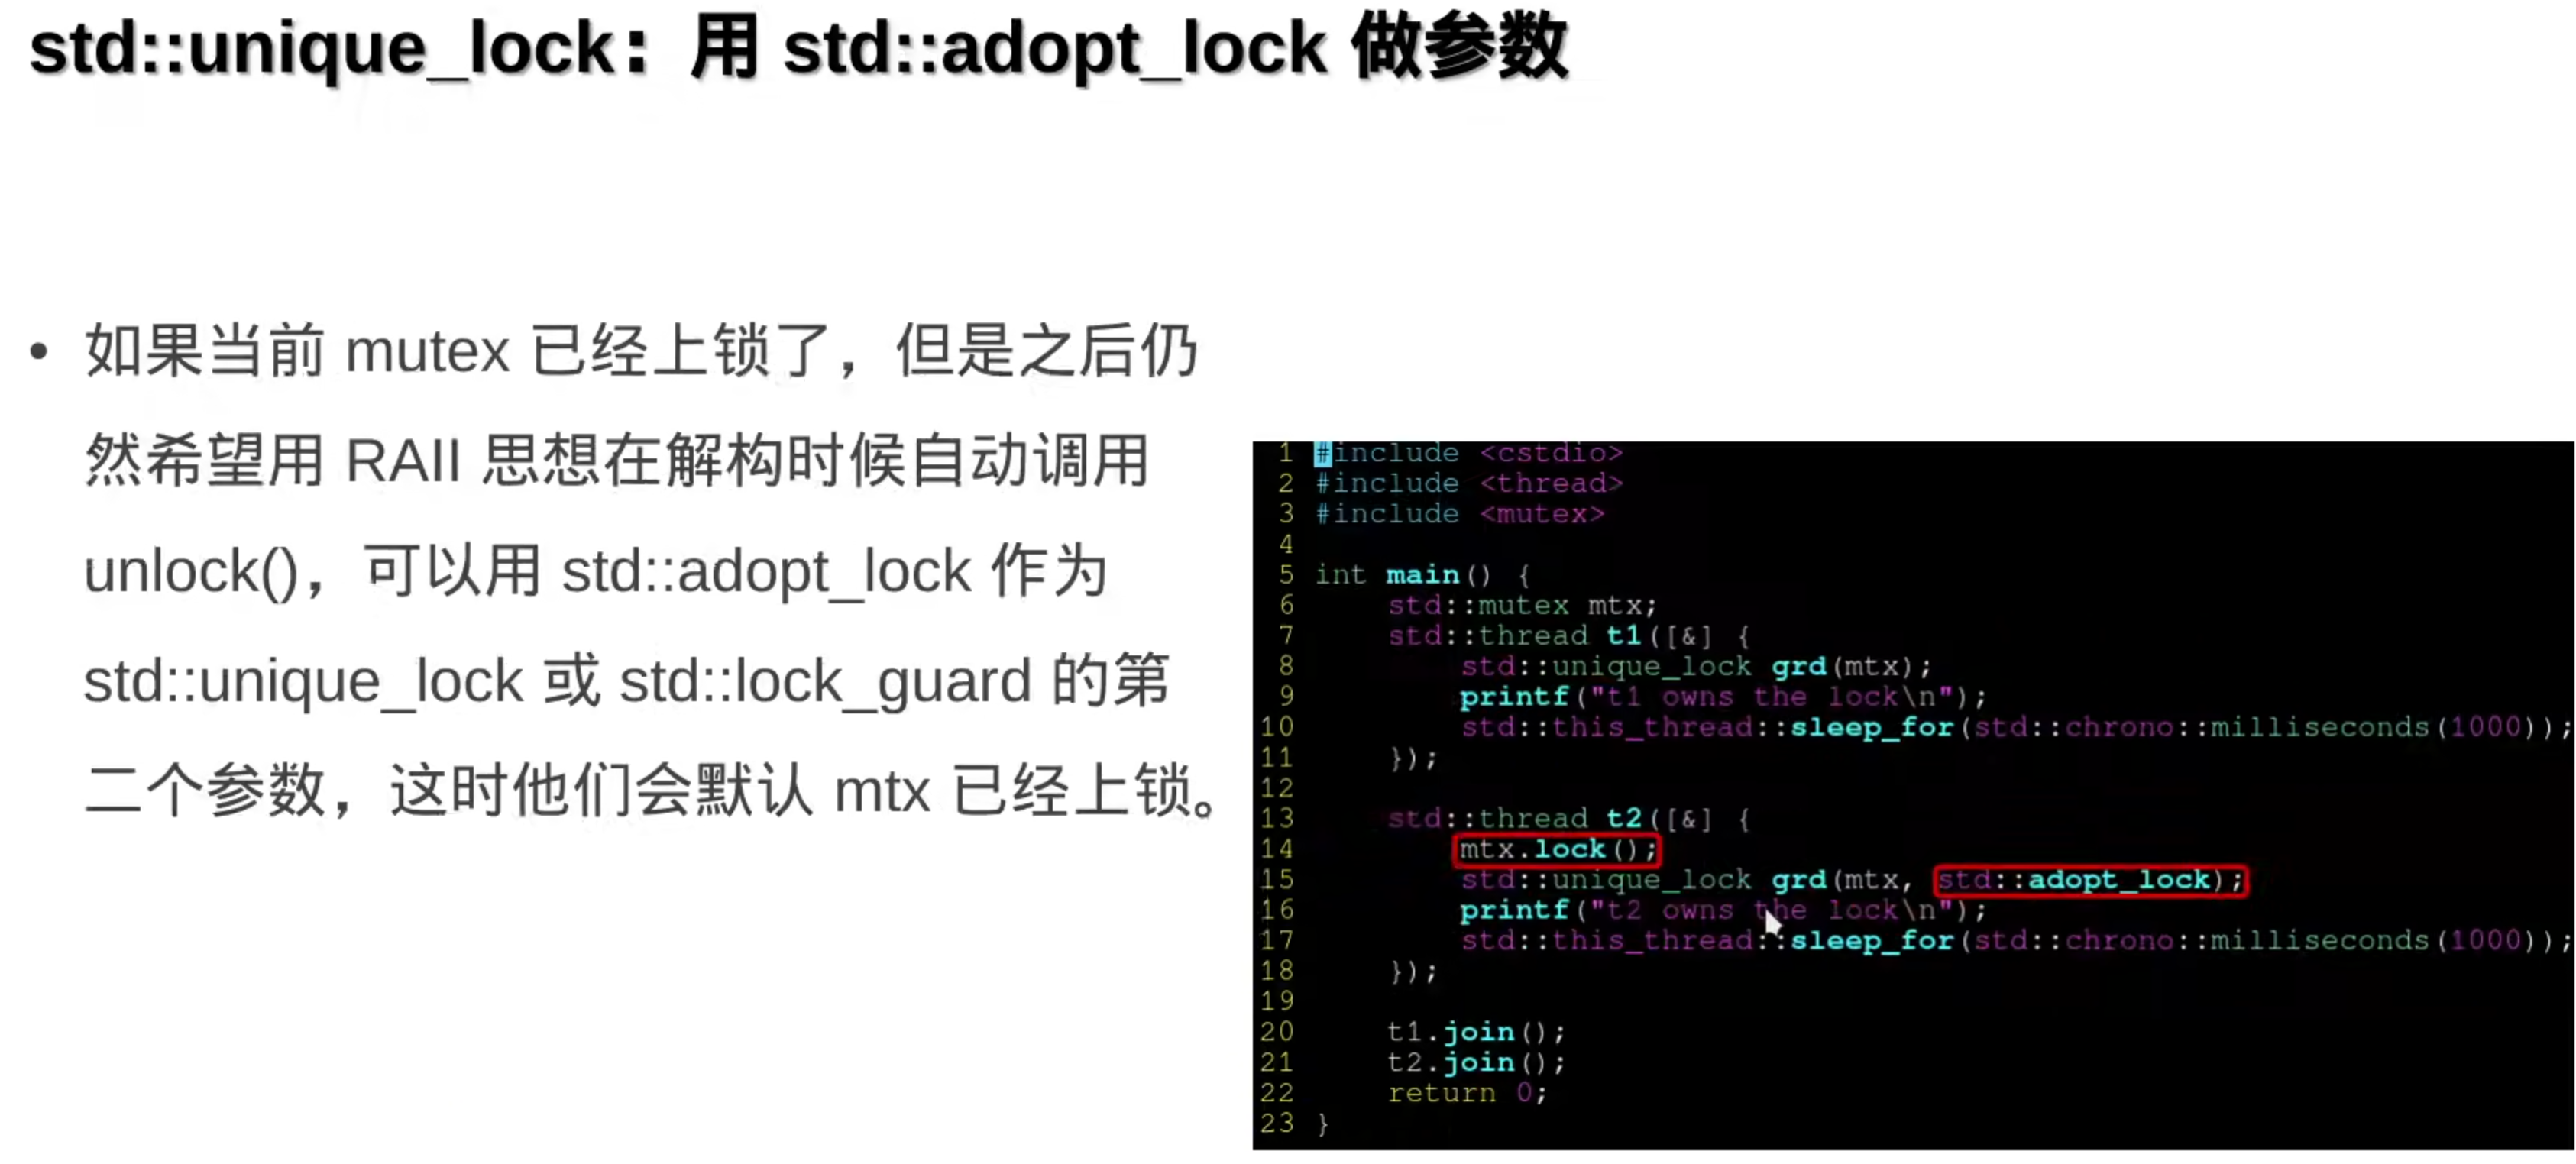 std::unique_lock：用 std::adopt_lock 做参数
• 如果当前 mutex 已经上锁了，但是之后仍
然希望用 RAII 思想在解构时候自动调用
unlock()，可以用 std::adopt_lock 作为
std::unique_lock 或 std::lock_guard 的第
二个参数，这时他们会默认 mtx 已经上锁。
1 #include <cstdio>
2 #include <thread>
3 #include <mutex>
4
5 int main() {
6     std::mutex mtx;
7     std::thread t1([&] {
8         std::unique_lock grd(mtx);
9         printf("t1 owns the lock\n");
10         std::this_thread::sleep_for(std::chrono::milliseconds(1000));
11     });
12
13     std::thread t2([&] {
14         mtx.lock();
15         std::unique_lock grd(mtx, std::adopt_lock);
16         printf("t2 owns the lock\n");
17         std::this_thread::sleep_for(std::chrono::milliseconds(1000));
18     });
19
20     t1.join();
21     t2.join();
22     return 0;
23 }